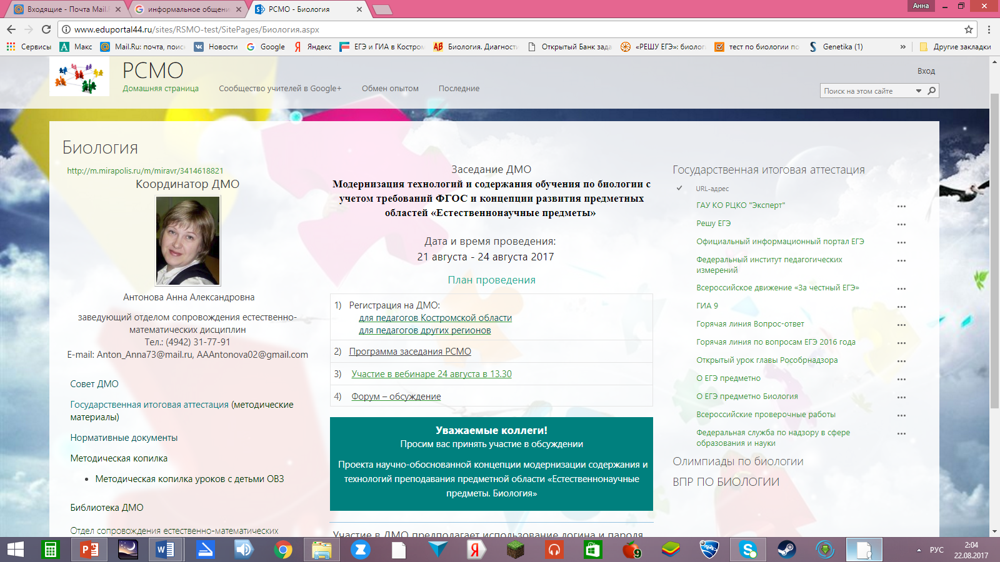 Входящие - Почта Mail.
информальное общени
РСМО - Биология
Анна
www.eduportal44.ru/sites/RSMO-test/SitePages/Биология.aspx
Сервисы
Макс
Mail.Ru: почта, поиск
Новости
Google
Яндекс
ЕГЭ и ГИА в Костром
Биология. Диагности
Открытый Банк зада
«РЕШУ ЕГЭ»: биолог
тест по биологии по
Genetika (1)
»
Другие закладки
РСМО
Домашняя страница
Сообщество учителей в Google+
Обмен опытом
Последние
Вход
Поиск на этом сайте
Биология
http://m.mirapolis.ru/m/miravr/3414618821
Координатор ДМО
Антонова Анна Александровна
заведующий отделом сопровождения естественно-
математических дисциплин
Тел.: (4942) 31-77-91
E-mail: Anton_Anna73@mail.ru, AAAntonova02@gmail.com
Совет ДМО
Государственная итоговая аттестация (методические
материалы)
Нормативные документы
Методическая копилка
• Методическая копилка уроков с детьми ОВЗ
Библиотека ДМО
Отдел сопровождения естественно-математических
Заседание ДМО
Модернизация технологий и содержания обучения по биологии с
учетом требований ФГОС и концепции развития предметных
областей «Естественнонаучные предметы»
Дата и время проведения:
21 августа - 24 августа 2017
План проведения
1) Регистрация на ДМО:
для педагогов Костромской области
для педагогов других регионов
2) Программа заседания РСМО
3) Участие в вебинаре 24 августа в 13.30
4) Форум – обсуждение
Уважаемые коллеги!
Просим вас принять участие в обсуждении
Проекта научно-обоснованной концепции модернизации содержания и
технологий преподавания предметной области «Естественнонаучные
предметы. Биология»
Участие в ДМО предполагает использование логина и пароля
Государственная итоговая аттестация
URL-адрес
ГАУ КО РЦКО "Эксперт"
Решу ЕГЭ
Официальный информационный портал ЕГЭ
Федеральный институт педагогических
измерений
Всероссийское движение «За честный ЕГЭ»
ГИА 9
Горячая линия Вопрос-ответ
Горячая линия по вопросам ЕГЭ 2016 года
Открытый урок главы Рособрнадзора
О ЕГЭ предметно
О ЕГЭ предметно Биология
Всероссийские проверочные работы
Федеральная служба по надзору в сфере
образования и науки
Олимпиады по биологии
ВПР ПО БИОЛОГИИ
РУС
2:04
22.08.2017